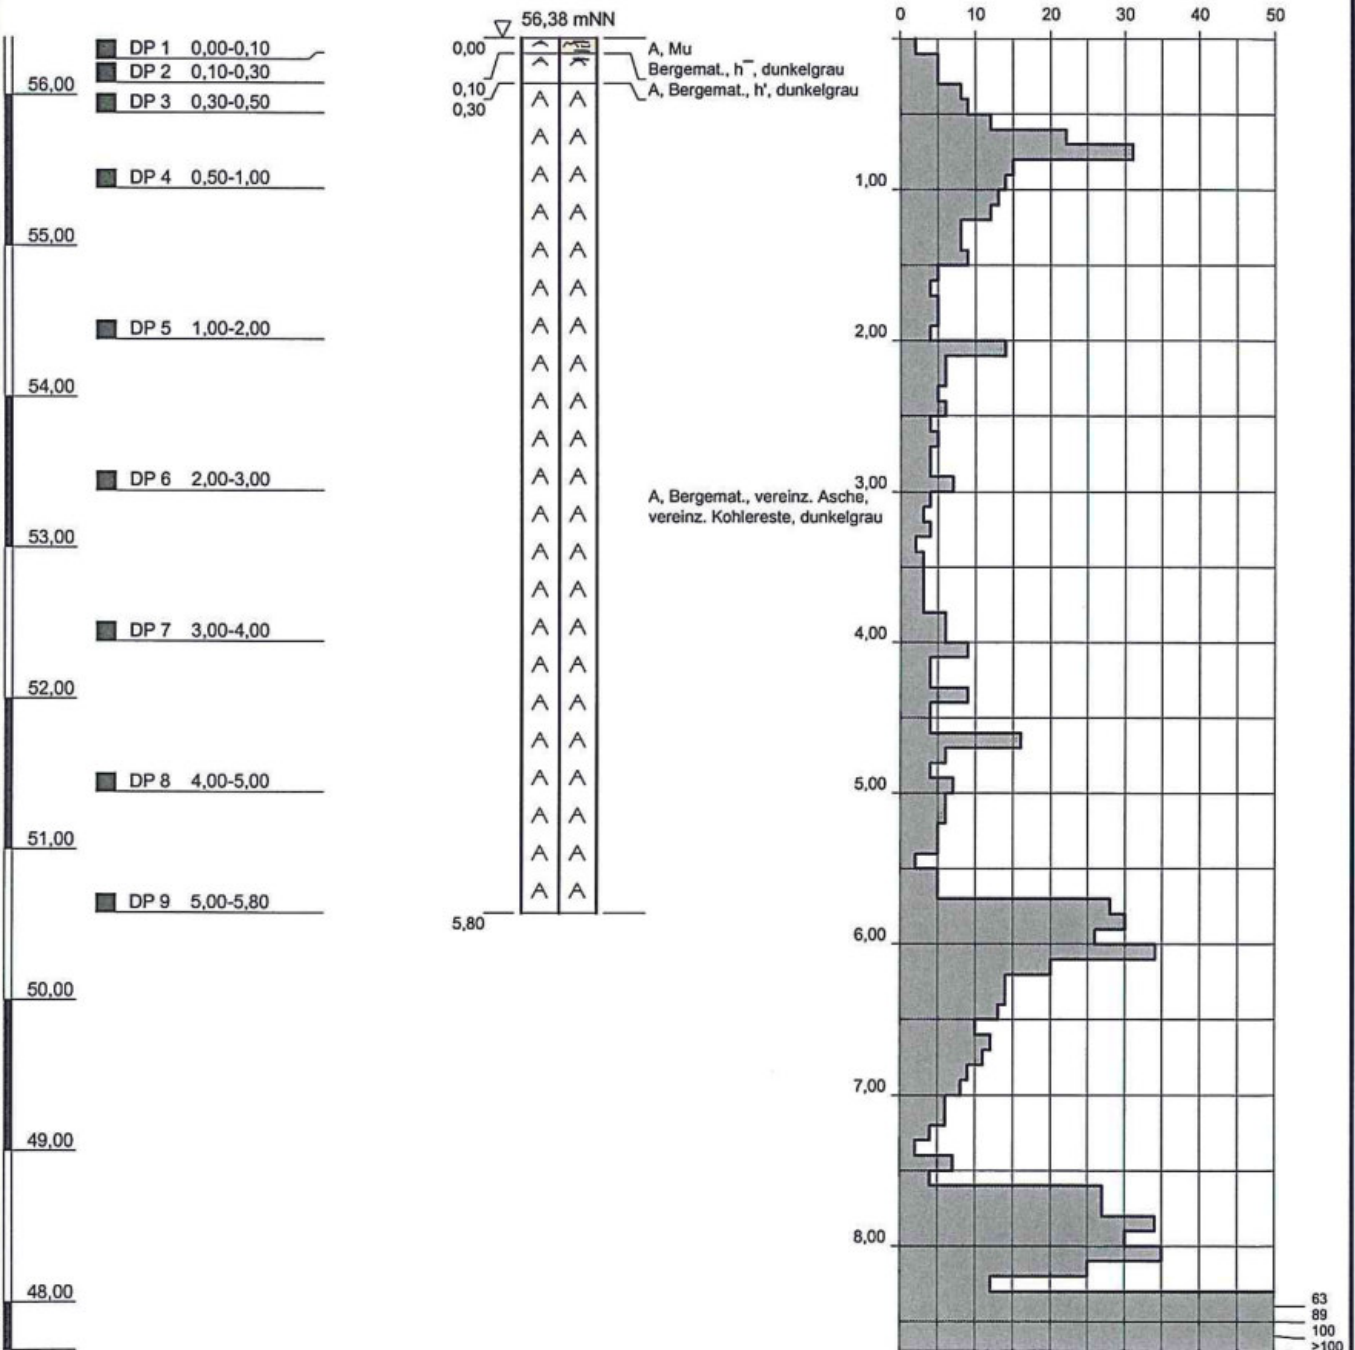 56,38 mNN
0 10 20 30 40 50
DP 1 0,00-0,10
DP 2 0,10-0,30
56,00
DP 3 0,30-0,50
DP 4 0,50-1,00
55,00
DP 5 1,00-2,00
54,00
DP 6 2,00-3,00
53,00
DP 7 3,00-4,00
52,00
DP 8 4,00-5,00
51,00
DP 9 5,00-5,80
50,00
49,00
48,00
0,00
0,10
0,30
5,80
A, Mu
Bergemat., h¯, dunkelgrau
A, Bergemat., h', dunkelgrau
A, Bergemat., vereinz. Asche,
vereinz. Kohlereste, dunkelgrau
1,00
2,00
3,00
4,00
5,00
6,00
7,00
8,00
63
89
100
>100